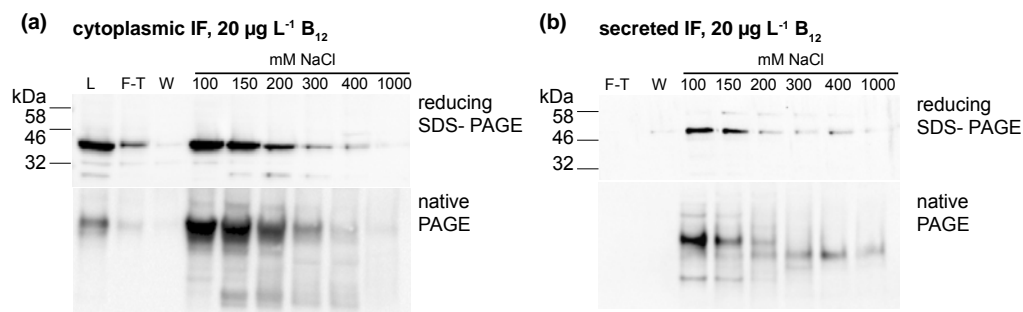 (a) cytoplasmic IF, 20 µg L⁻¹ B₁₂
mM NaCl
L F-T W 100 150 200 300 400 1000
kDa
58
46
32
reducing
SDS- PAGE
native
PAGE
(b) secreted IF, 20 µg L⁻¹ B₁₂
mM NaCl
F-T W 100 150 200 300 400 1000
kDa
58
46
32
reducing
SDS- PAGE
native
PAGE